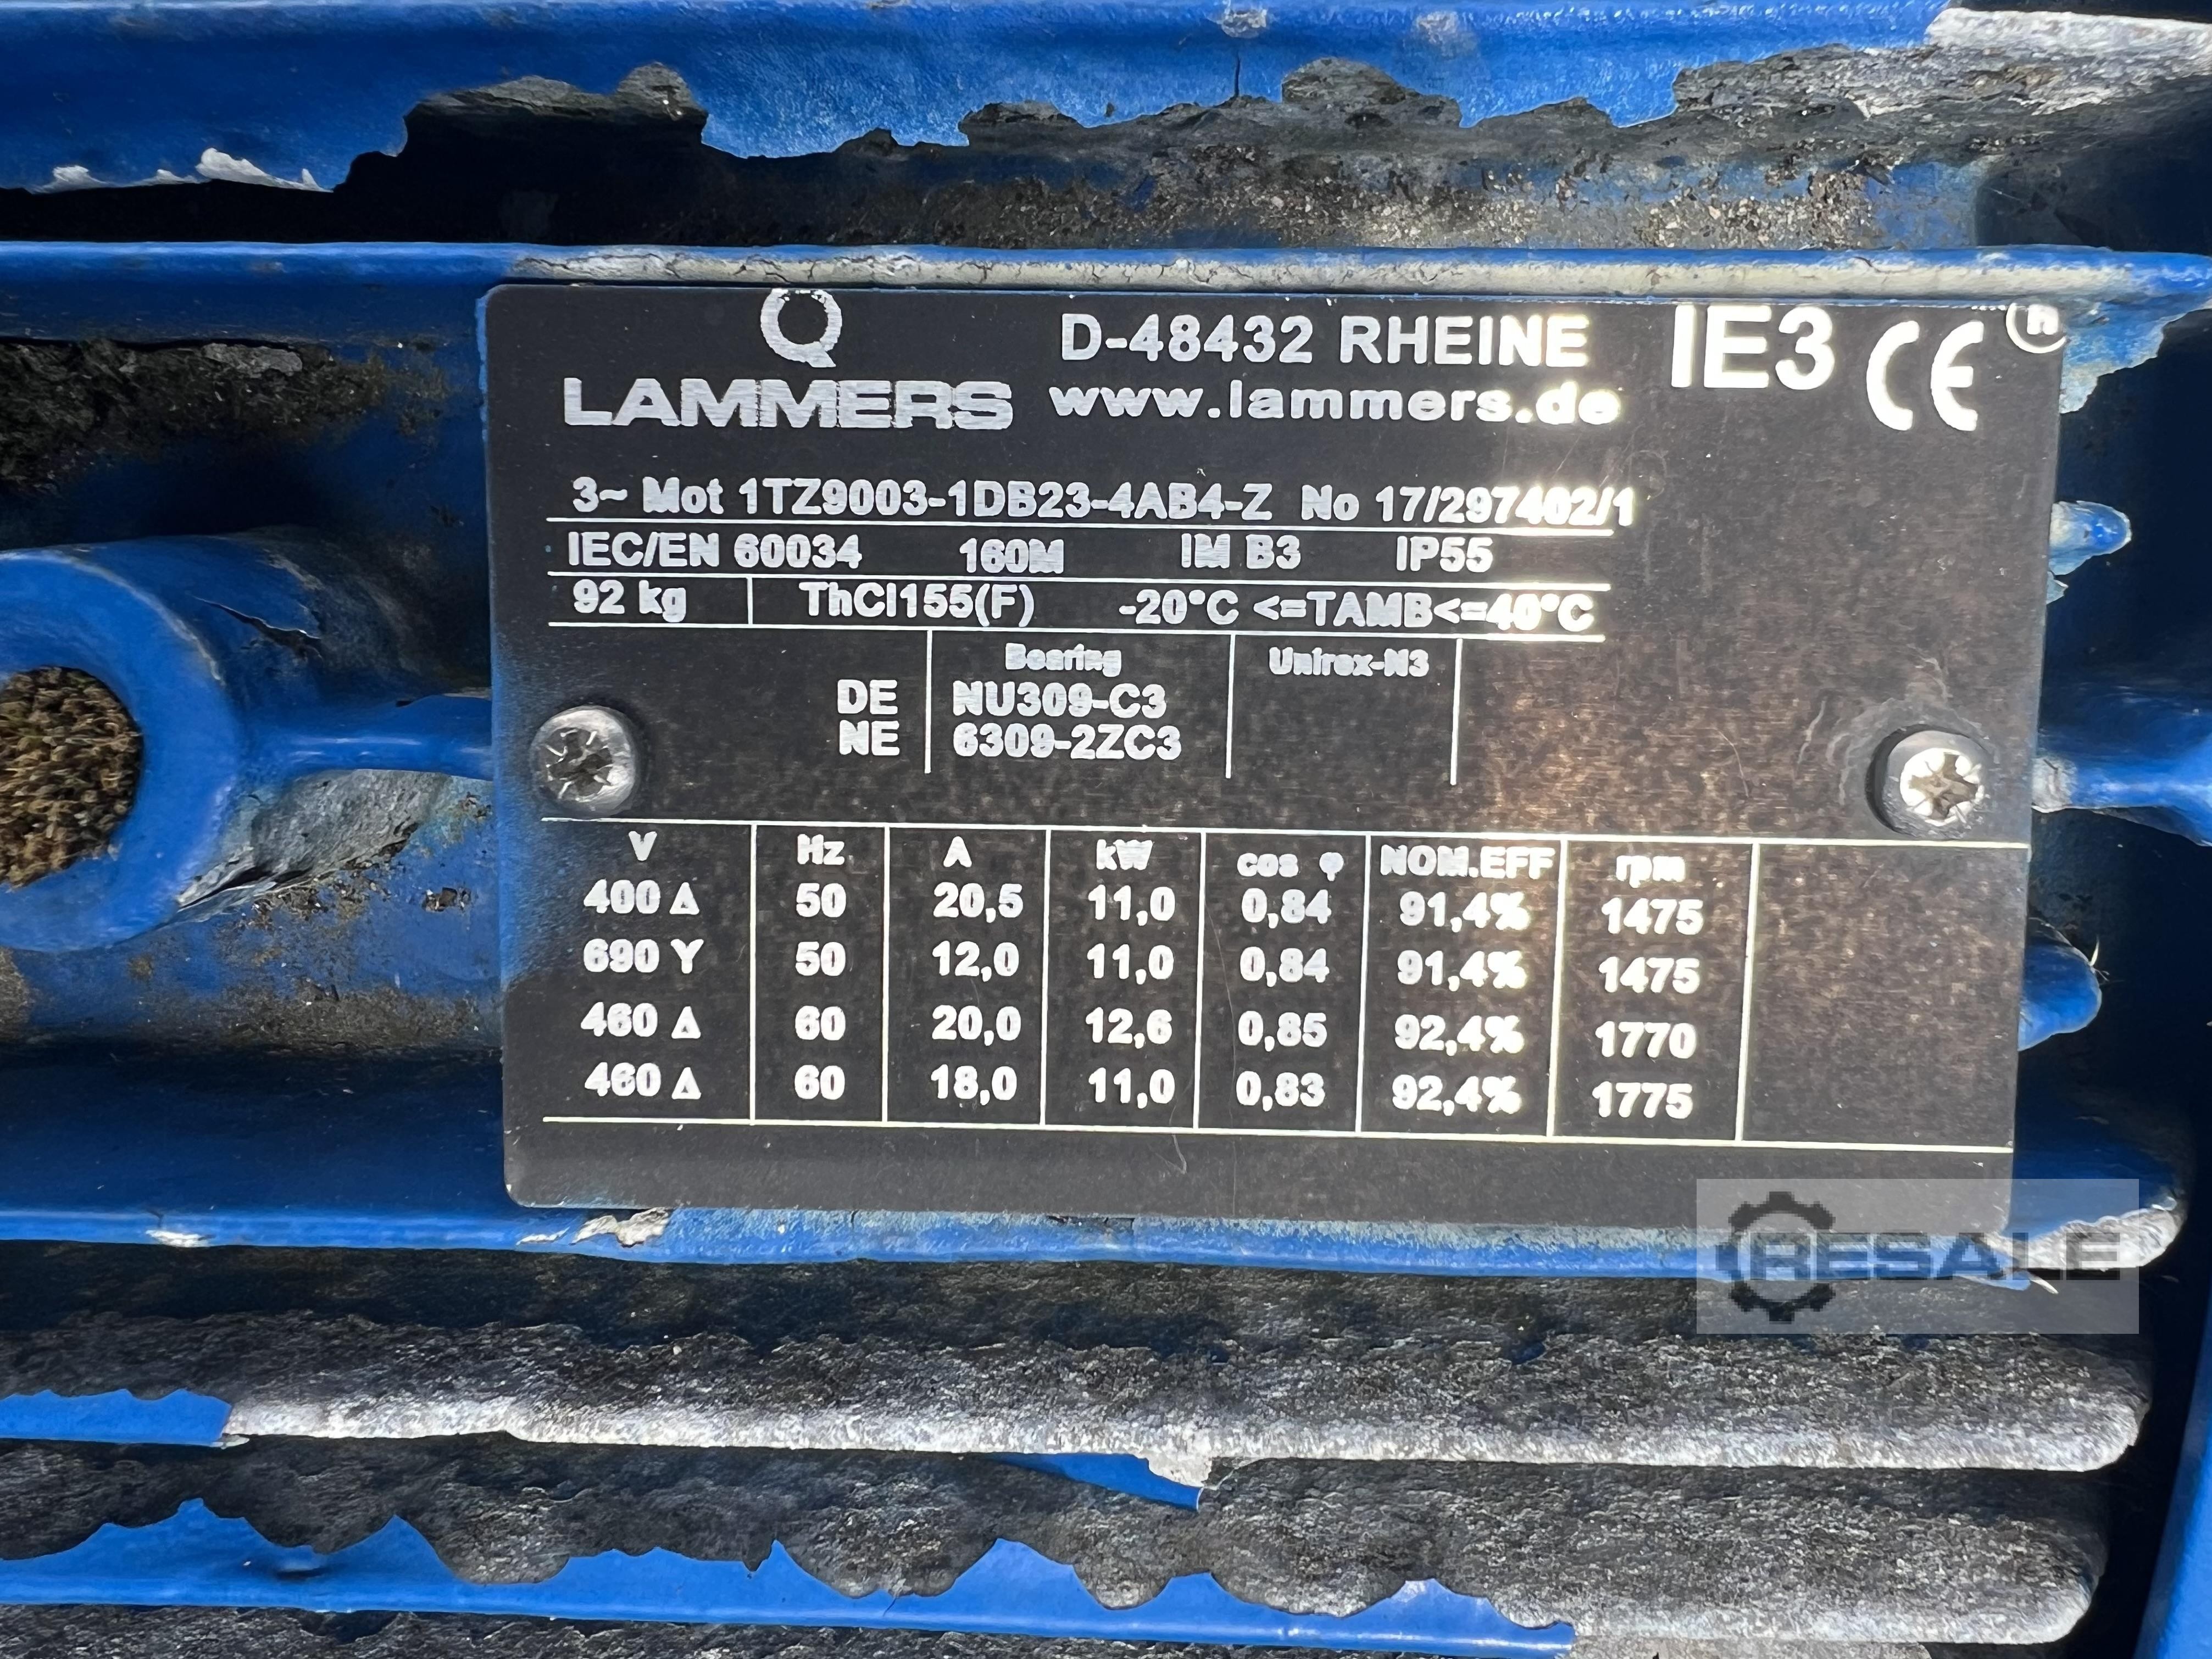 LAMMERS
D-48432 RHEINE
www.lammers.de
IE3 CE ®
3~ Mot 1TZ9003-1DB23-4AB4-Z No 17/297402/1
IEC/EN 60034 160M IM B3 IP55
92 kg ThCl155(F) -20°C <=TAMB<=40°C
Bearing Unirex-N3
DE NU309-C3
NE 6309-2ZC3
V Hz A kW cos φ NOM.EFF rpm
400 Δ 50 20,5 11,0 0,84 91,4% 1475
690 Y 50 12,0 11,0 0,84 91,4% 1475
460 Δ 60 20,0 12,6 0,85 92,4% 1770
460 Δ 60 18,0 11,0 0,83 92,4% 1775
RESALE